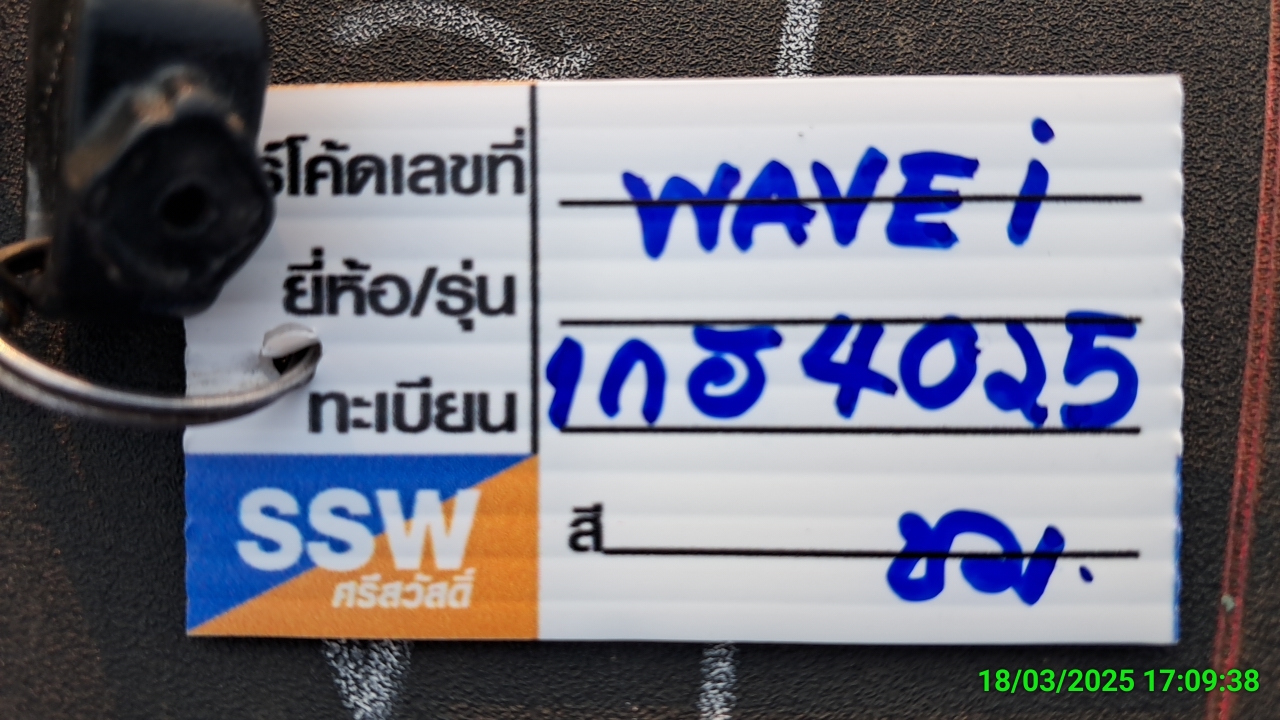 ร์โค้ดเลขที่ WAVE i
ยี่ห้อ/รุ่น
ทะเบียน 1กฮ 4025
SSW
ศรีสวัสดิ์
สี ชม.
18/03/2025 17:09:38